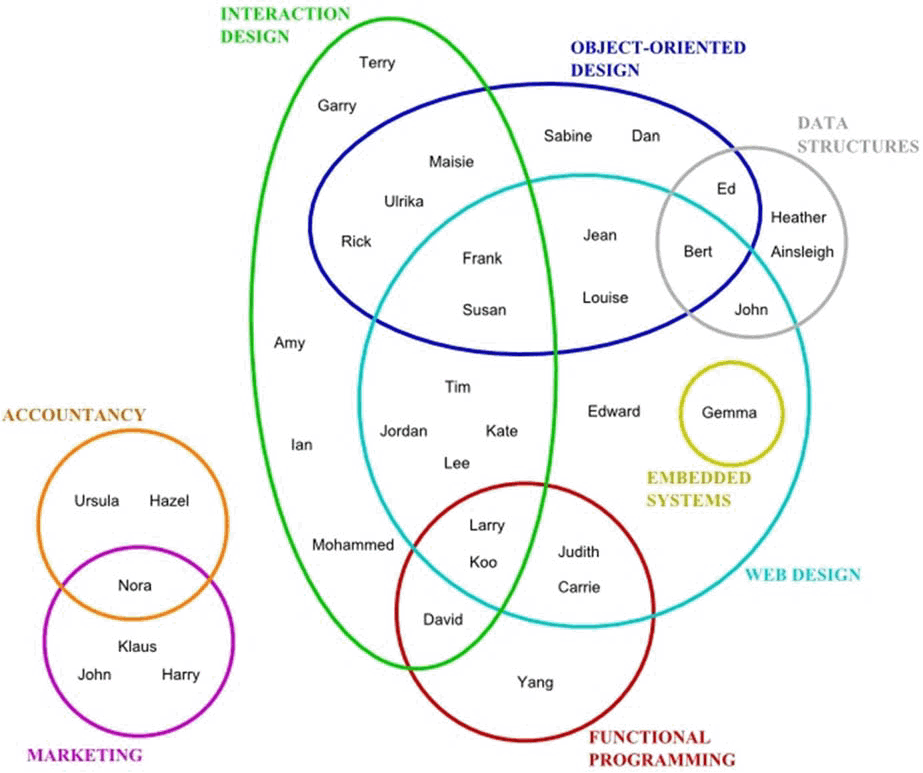 INTERACTION
DESIGN
OBJECT-ORIENTED
DESIGN
DATA
STRUCTURES
Terry
Garry
Sabine Dan
Maisie
Ed
Ulrika
Heather
Rick
Jean
Frank
Bert
Ainsleigh
Louise
Susan
John
Amy
Tim
Edward
Gemma
ACCOUNTANCY
Jordan
Kate
Ian
Lee
EMBEDDED
SYSTEMS
Ursula Hazel
Larry
Mohammed
Judith
Koo
WEB DESIGN
Nora
Carrie
David
Klaus
John Harry
Yang
FUNCTIONAL
PROGRAMMING
MARKETING